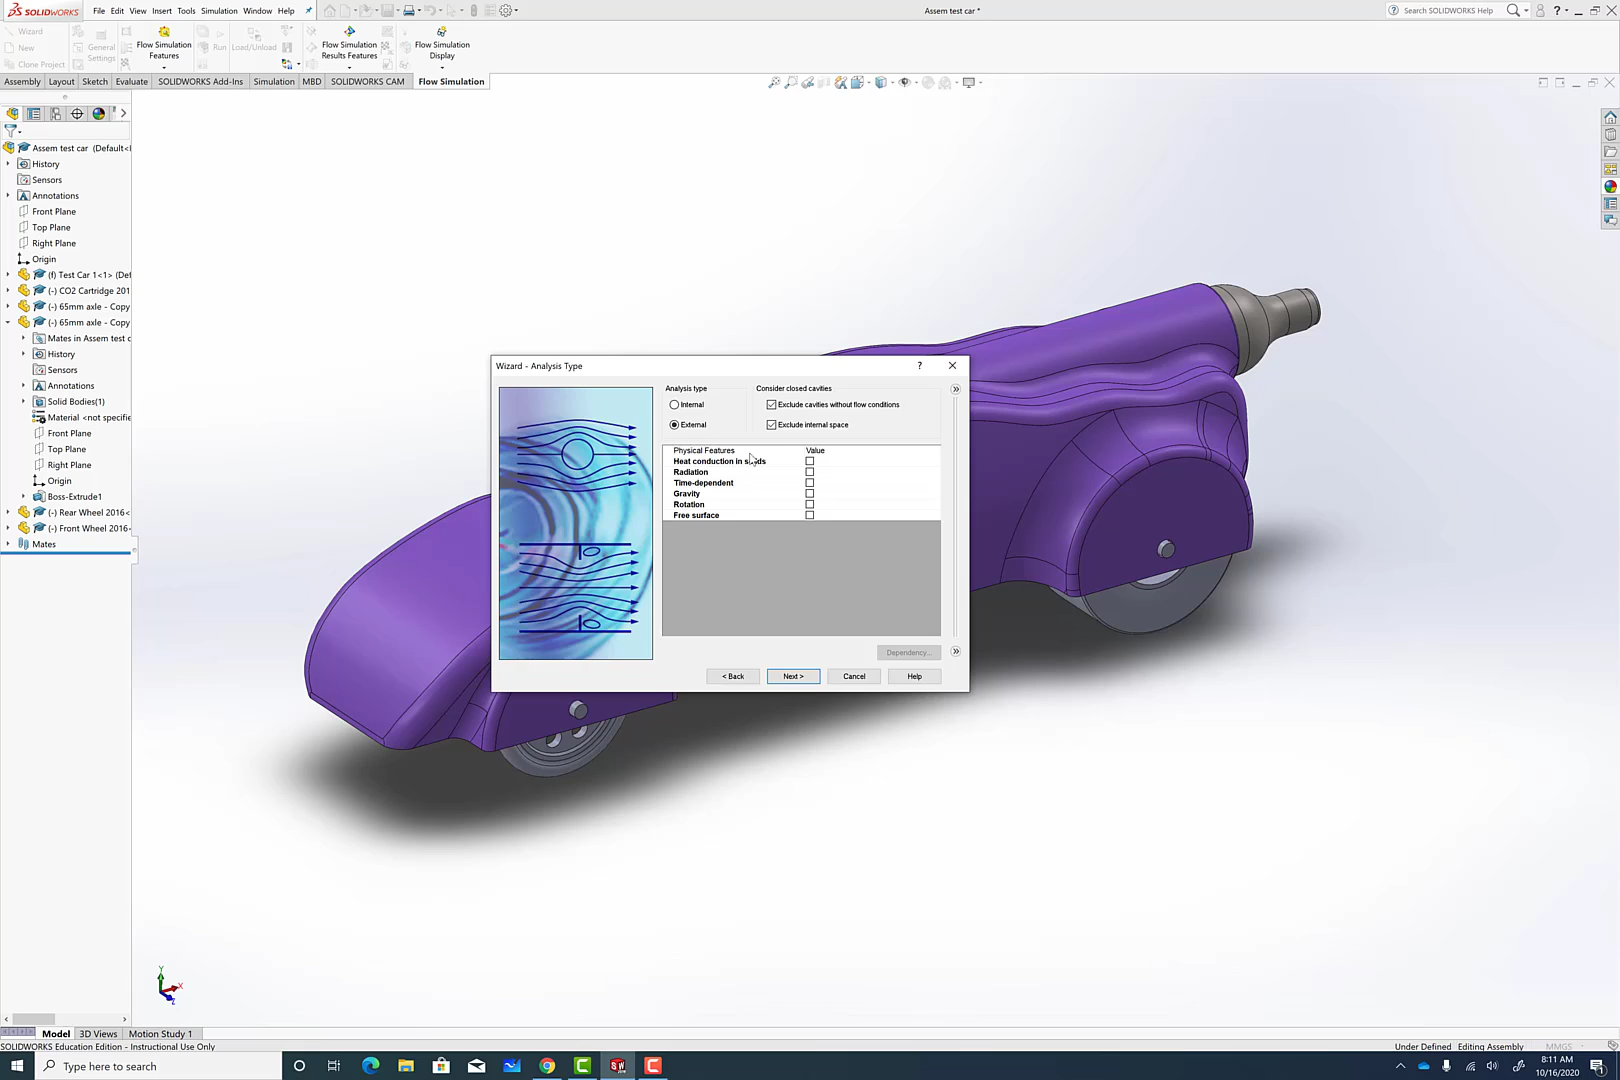 SOLIDWORKS File Edit View Insert Tools Simulation Window Help Assem test car * Search SOLIDWORKS Help
Wizard
New
Clone Project
General Settings
Flow Simulation Features
Run
Load/Unload
Flow Simulation Results Features
Flow Simulation Display
Assembly Layout Sketch Evaluate SOLIDWORKS Add-Ins Simulation MBD SOLIDWORKS CAM Flow Simulation
Assem test car (Default<
History
Sensors
Annotations
Front Plane
Top Plane
Right Plane
Origin
(f) Test Car 1<1> (Def
(-) CO2 Cartridge 201
(-) 65mm axle - Copy
(-) 65mm axle - Copy
Mates in Assem test c
History
Sensors
Annotations
Solid Bodies(1)
Material <not specifie
Front Plane
Top Plane
Right Plane
Origin
Boss-Extrude1
(-) Rear Wheel 2016<
(-) Front Wheel 2016-
Mates
Wizard - Analysis Type ?
Analysis type Consider closed cavities
Internal Exclude cavities without flow conditions
External Exclude internal space
Physical Features Value
Heat conduction in s ds
Radiation
Time-dependent
Gravity
Rotation
Free surface
Dependency...
< Back Next > Cancel Help
Y
X
Z
Model 3D Views Motion Study 1
SOLIDWORKS Education Edition - Instructional Use Only Under Defined Editing Assembly MMGS
Type here to search
8:11 AM
10/16/2020